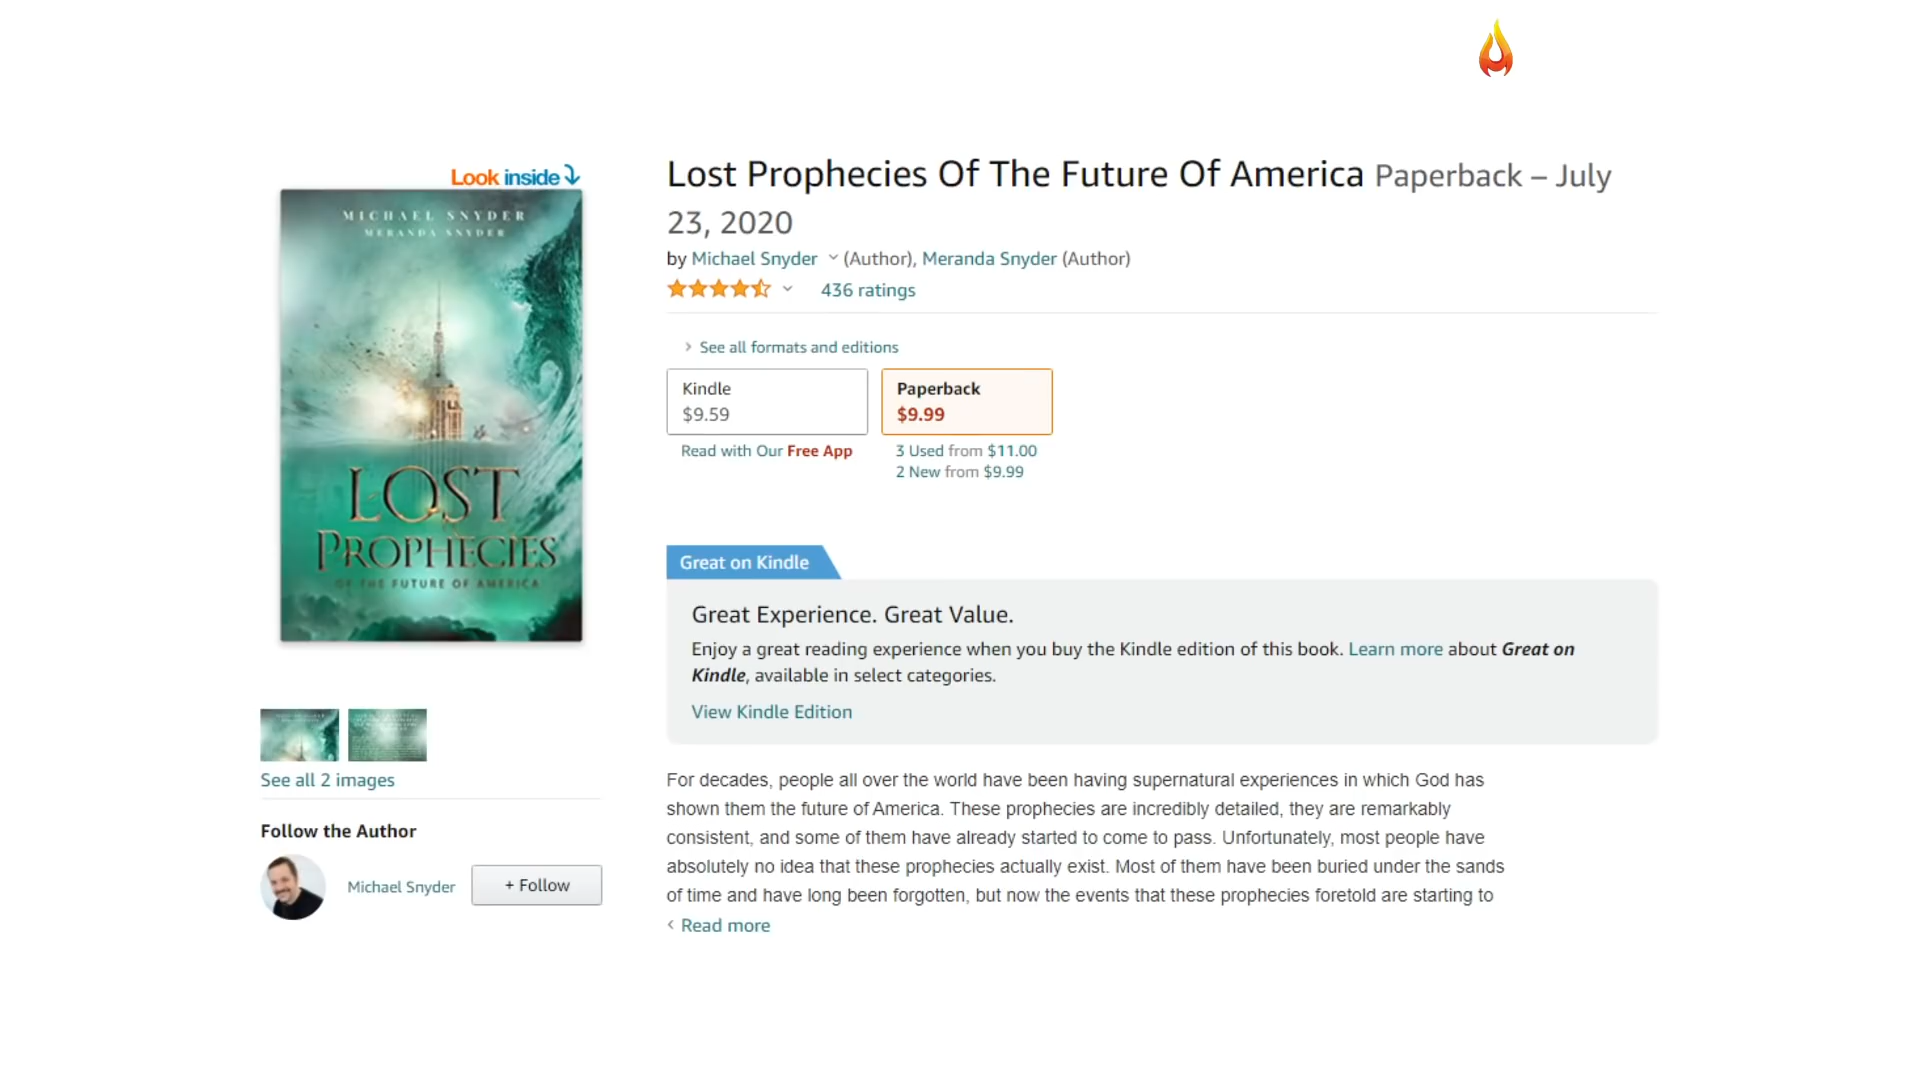 Look inside
MICHAEL SNYDER
MERANDA SNYDER
LOST
PROPHECIES
OF THE FUTURE OF AMERICA
See all 2 images
Follow the Author
Michael Snyder
+ Follow
Lost Prophecies Of The Future Of America Paperback – July
23, 2020
by Michael Snyder (Author), Meranda Snyder (Author)
436 ratings
See all formats and editions
Kindle
$9.59
Read with Our Free App
Paperback
$9.99
3 Used from $11.00
2 New from $9.99
Great on Kindle
Great Experience. Great Value.
Enjoy a great reading experience when you buy the Kindle edition of this book. Learn more about Great on
Kindle, available in select categories.
View Kindle Edition
For decades, people all over the world have been having supernatural experiences in which God has
shown them the future of America. These prophecies are incredibly detailed, they are remarkably
consistent, and some of them have already started to come to pass. Unfortunately, most people have
absolutely no idea that these prophecies actually exist. Most of them have been buried under the sands
of time and have long been forgotten, but now the events that these prophecies foretold are starting to
Read more